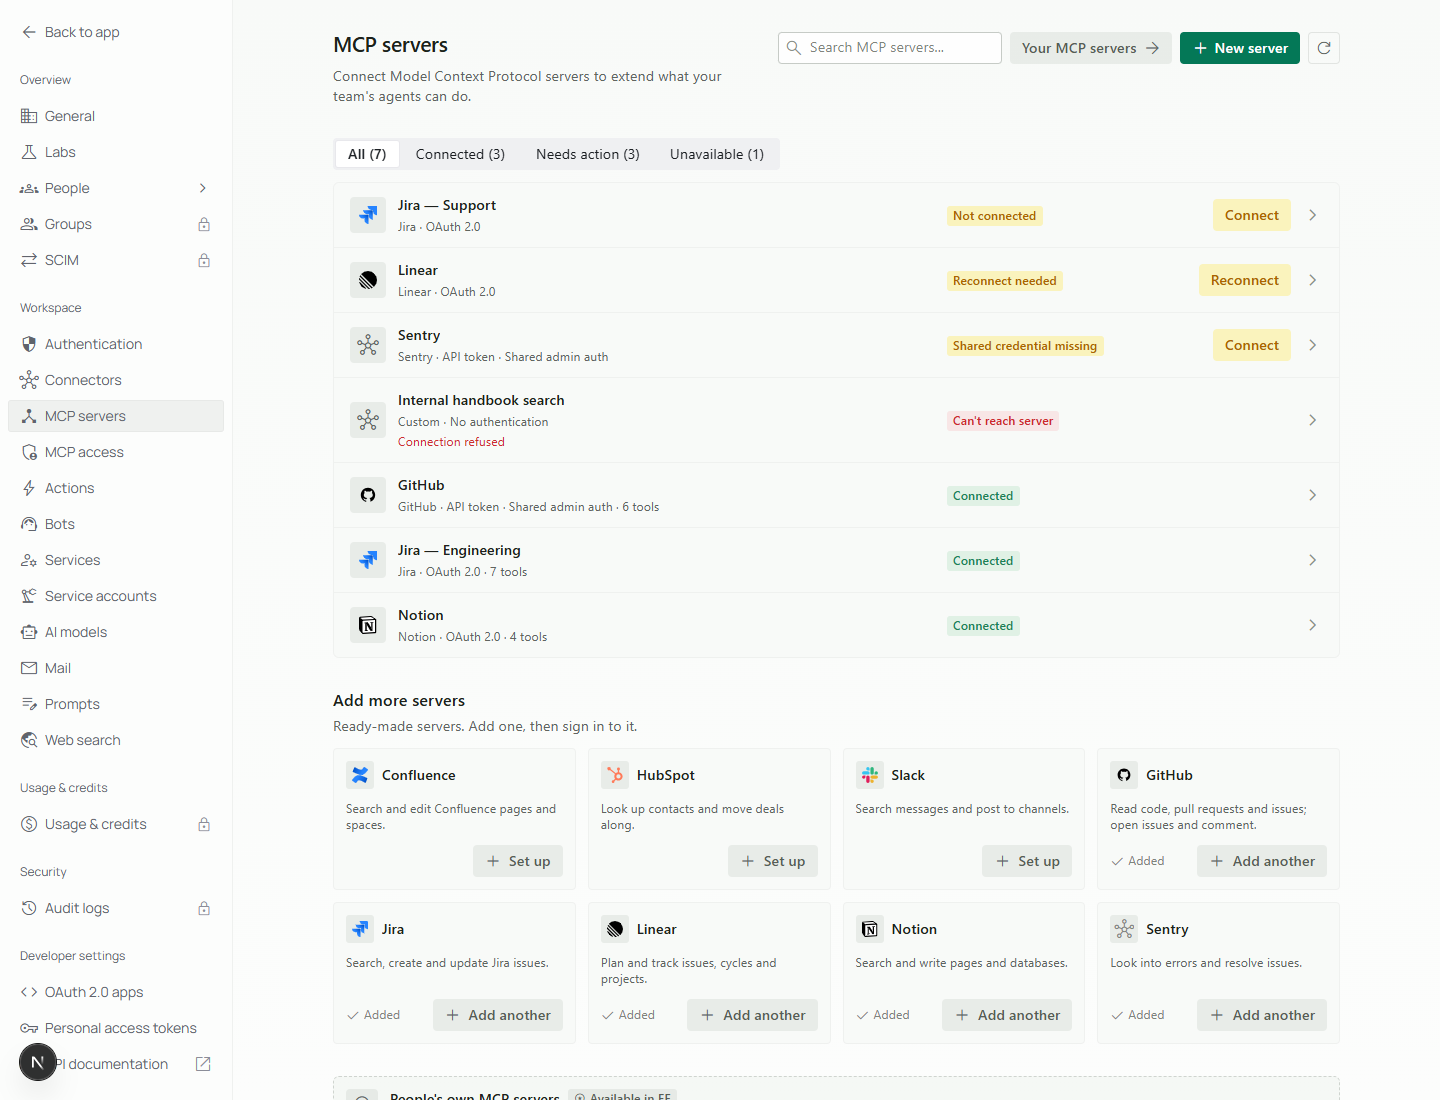 Back to app
Overview
General
Labs
People
Groups
SCIM
Workspace
Authentication
Connectors
MCP servers
MCP access
Actions
Bots
Services
Service accounts
AI models
Mail
Prompts
Web search
Usage & credits
Usage & credits
Security
Audit logs
Developer settings
OAuth 2.0 apps
Personal access tokens
PI documentation
N
MCP servers
Connect Model Context Protocol servers to extend what your
team's agents can do.
Search MCP servers...
Your MCP servers
New server
All (7)
Connected (3)
Needs action (3)
Unavailable (1)
Jira — Support
Jira · OAuth 2.0
Not connected
Connect
Linear
Linear · OAuth 2.0
Reconnect needed
Reconnect
Sentry
Sentry · API token · Shared admin auth
Shared credential missing
Connect
Internal handbook search
Custom · No authentication
Connection refused
Can't reach server
GitHub
GitHub · API token · Shared admin auth · 6 tools
Connected
Jira — Engineering
Jira · OAuth 2.0 · 7 tools
Connected
Notion
Notion · OAuth 2.0 · 4 tools
Connected
Add more servers
Ready-made servers. Add one, then sign in to it.
Confluence
Search and edit Confluence pages and
spaces.
Set up
HubSpot
Look up contacts and move deals
along.
Set up
Slack
Search messages and post to channels.
Set up
GitHub
Read code, pull requests and issues;
open issues and comment.
Added
Add another
Jira
Search, create and update Jira issues.
Added
Add another
Linear
Plan and track issues, cycles and
projects.
Added
Add another
Notion
Search and write pages and databases.
Added
Add another
Sentry
Look into errors and resolve issues.
Added
Add another
People's own MCP servers
Available in EE